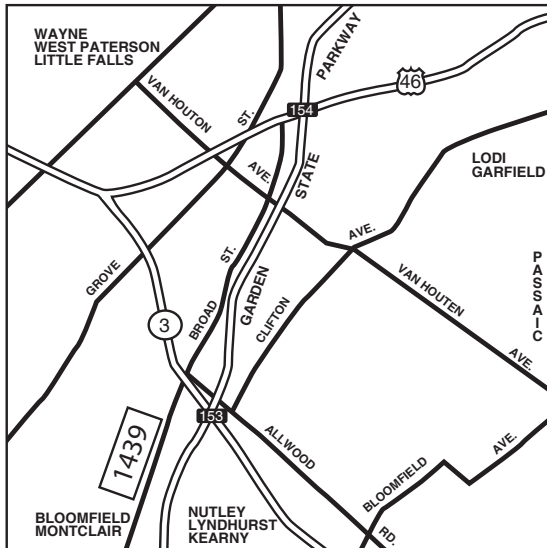 WAYNE
WEST PATERSON
LITTLE FALLS
PARKWAY
46
VAN HOUTON
ST.
154
AVE.
STATE
LODI
GARFIELD
AVE.
PASSAIC
GROVE
ST.
GARDEN
VAN HOUTEN
BROAD
CLIFTON
3
AVE.
153
ALLWOOD
1439
AVE.
BLOOMFIELD
BLOOMFIELD
MONTCLAIR
NUTLEY
LYNDHURST
KEARNY
RD.